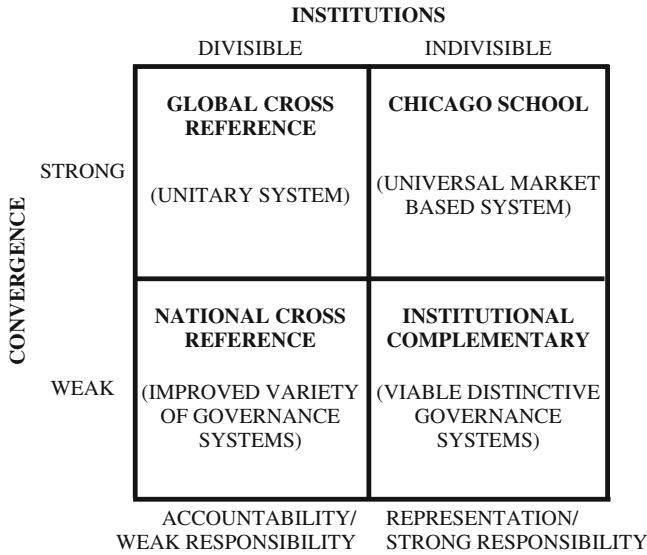 INSTITUTIONS
DIVISIBLE
INDIVISIBLE
CONVERGENCE
STRONG
GLOBAL CROSS
REFERENCE
(UNITARY SYSTEM)
CHICAGO SCHOOL
(UNIVERSAL MARKET
BASED SYSTEM)
WEAK
NATIONAL CROSS
REFERENCE
(IMPROVED VARIETY
OF GOVERNANCE
SYSTEMS)
INSTITUTIONAL
COMPLEMENTARY
(VIABLE DISTINCTIVE
GOVERNANCE
SYSTEMS)
ACCOUNTABILITY/
WEAK RESPONSIBILITY
REPRESENTATION/
STRONG RESPONSIBILITY